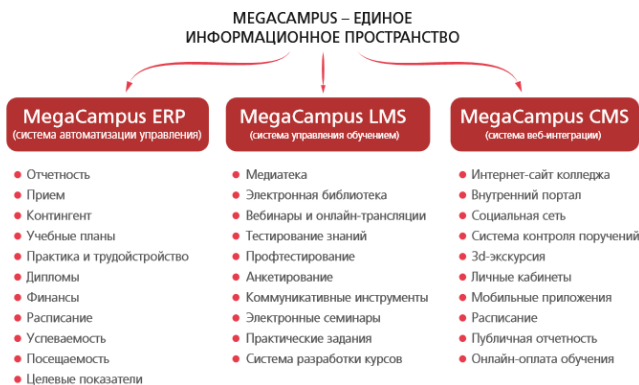 MEGACAMPUS – ЕДИНОЕ
ИНФОРМАЦИОННОЕ ПРОСТРАНСТВО
MegaCampus ERP
(система автоматизации управления)
Отчетность
Прием
Контингент
Учебные планы
Практика и трудойстройство
Дипломы
Финансы
Расписание
Успеваемость
Посещаемость
Целевые показатели
MegaCampus LMS
(система управления обучением)
Медиатека
Электронная библиотека
Вебинары и онлайн-трансляции
Тестирование знаний
Профтестирование
Анкетирование
Коммуникативные инструменты
Электронные семинары
Практические задания
Система разработки курсов
MegaCampus CMS
(система веб-интеграции)
Интернет-сайт колледжа
Внутренний портал
Социальная сеть
Система контроля поручений
3d-экскурсия
Личные кабинеты
Мобильные приложения
Расписание
Публичная отчетность
Онлайн-оплата обучения